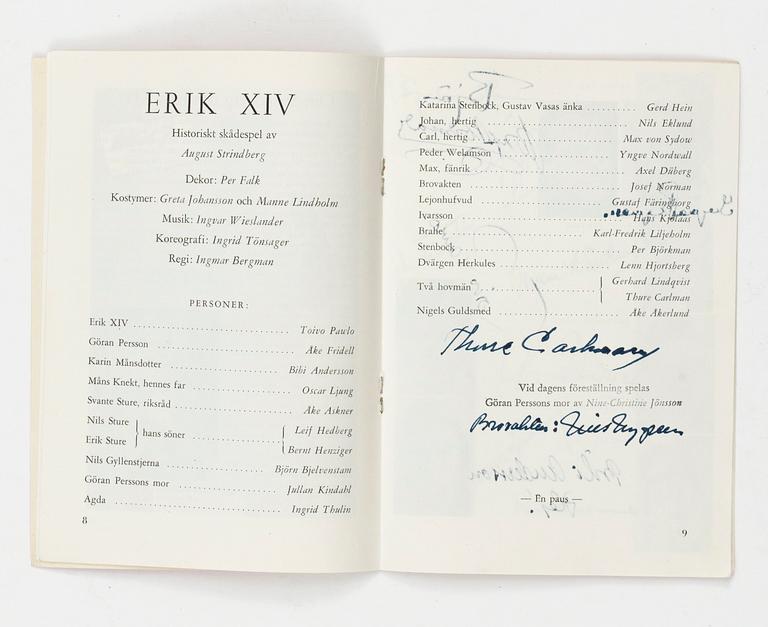 ERIK XIV
Historiskt skådespel av
August Strindberg
Dekor: Per Falk
Kostymer: Greta Johansson och Manne Lindholm
Musik: Ingvar Wieslander
Koreografi: Ingrid Tönsager
Regi: Ingmar Bergman
PERSONER:
Erik XIV .......... Toivo Pawlo
Göran Persson .......... Åke Fridell
Karin Månsdotter .......... Bibi Andersson
Måns Knekt, hennes far .......... Oscar Ljung
Svante Sture, riksråd .......... Åke Askner
Nils Sture } hans söner .......... { Leif Hedberg
Erik Sture } { Bernt Henziger
Nils Gyllenstjerna .......... Björn Bjelvenstam
Göran Perssons mor .......... Jullan Kindahl
Agda .......... Ingrid Thulin
8
Katarina Stenbock, Gustav Vasas änka .......... Gerd Hein
Johan, hertig .......... Nils Eklund
Carl, hertig .......... Max von Sydow
Peder Welamson .......... Yngve Nordwall
Max, fänrik .......... Axel Düberg
Brovakten .......... Josef Norman
Lejonhufvud .......... Gustaf Färingborg
Ivarsson .......... Hans Kjölaas
Brahe .......... Karl-Fredrik Liljeholm
Stenbock .......... Per Björkman
Dvärgen Herkules .......... Lenn Hjortsberg
Två hovmän .......... { Gerhard Lindqvist
{ Thure Carlman
Nigels Guldsmed .......... Åke Åkerlund
Thure Carlman
Vid dagens föreställning spelas
Göran Perssons mor av Nine-Christine Jönsson
Brovakten:
— En paus —
9